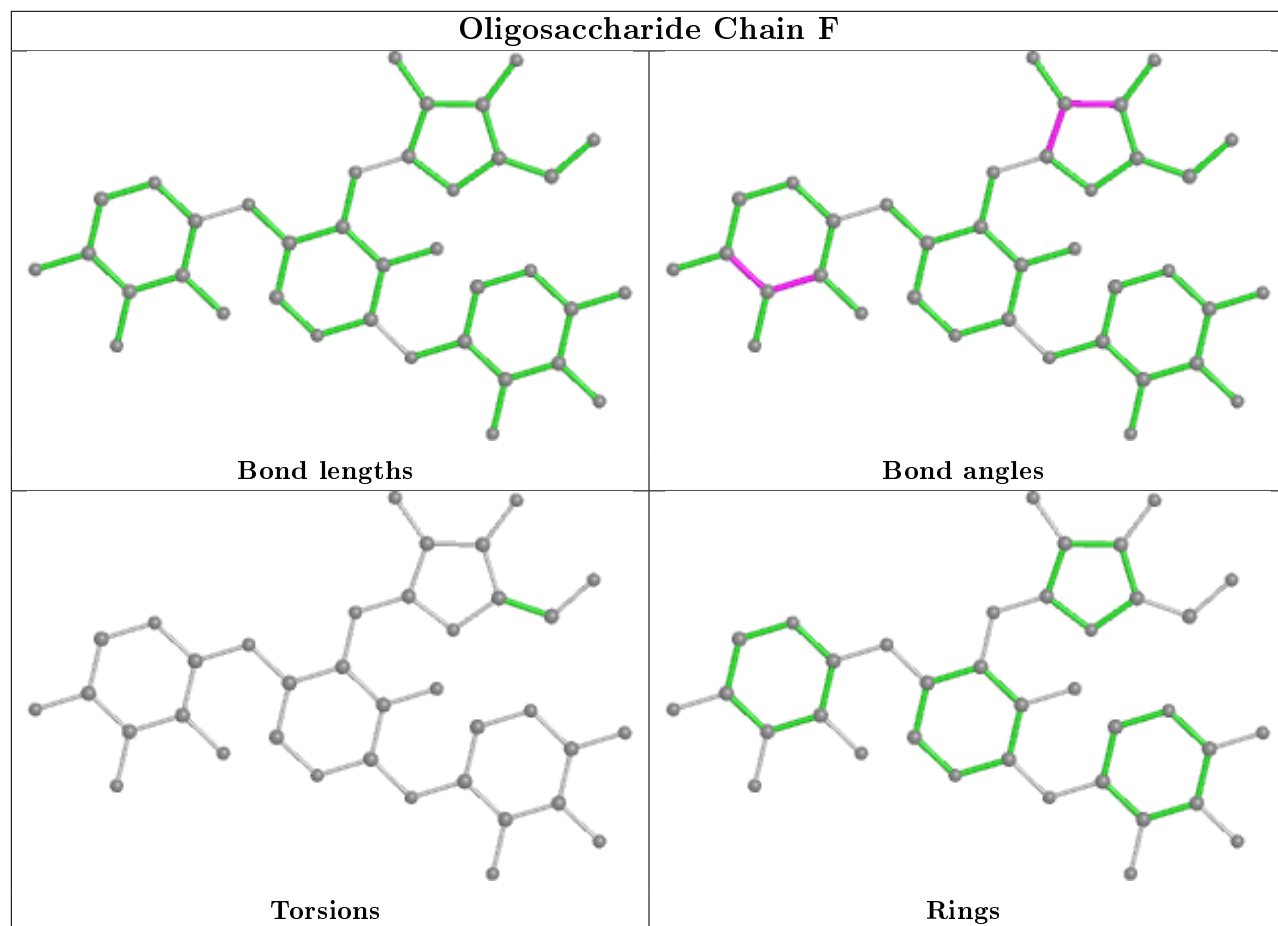 Oligosaccharide Chain F
Bond lengths
Bond angles
Torsions
Rings